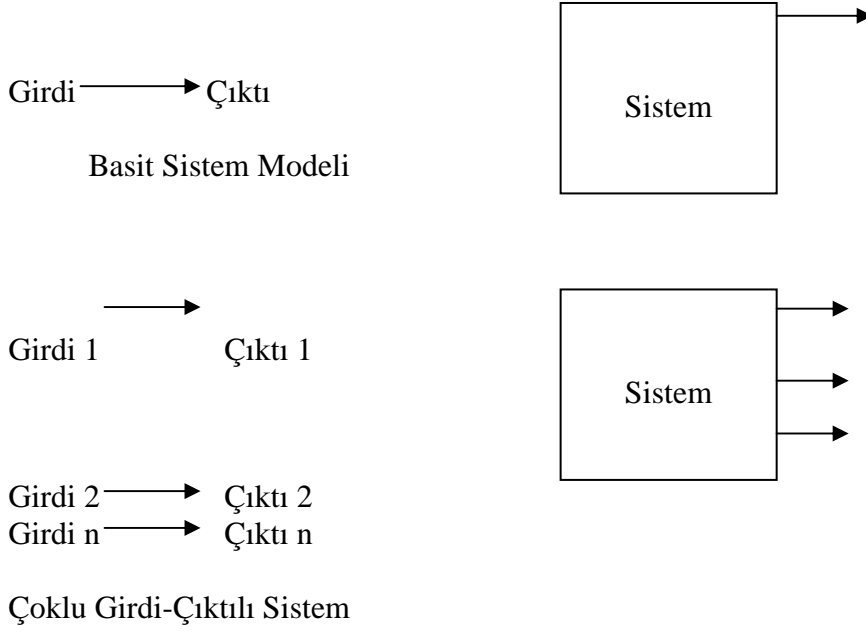 Girdi Çıktı
Sistem
Basit Sistem Modeli
Girdi 1 Çıktı 1
Sistem
Girdi 2 Çıktı 2
Girdi n Çıktı n
Çoklu Girdi-Çıktılı Sistem